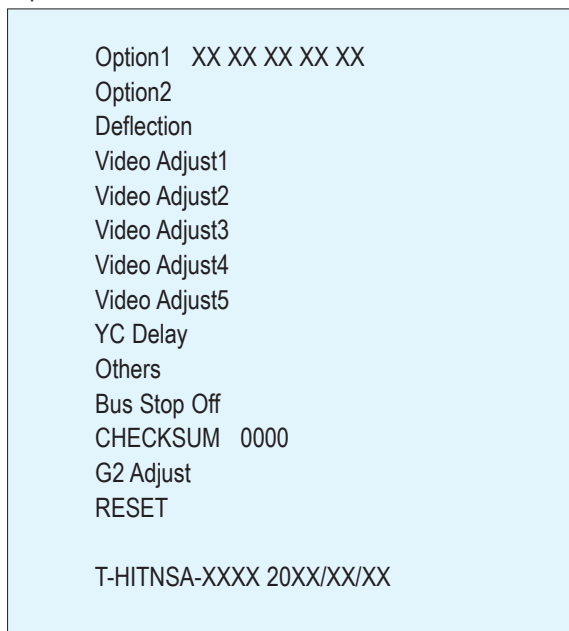 Option1 XX XX XX XX XX
Option2
Deflection
Video Adjust1
Video Adjust2
Video Adjust3
Video Adjust4
Video Adjust5
YC Delay
Others
Bus Stop Off
CHECKSUM 0000
G2 Adjust
RESET
T-HITNSA-XXXX 20XX/XX/XX